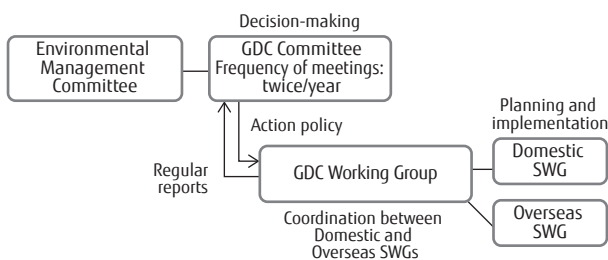 Decision-making
Environmental
Management
Committee
GDC Committee
Frequency of meetings:
twice/year
Action policy
Regular
reports
GDC Working Group
Coordination between
Domestic and
Overseas SWGs
Planning and
implementation
Domestic
SWG
Overseas
SWG